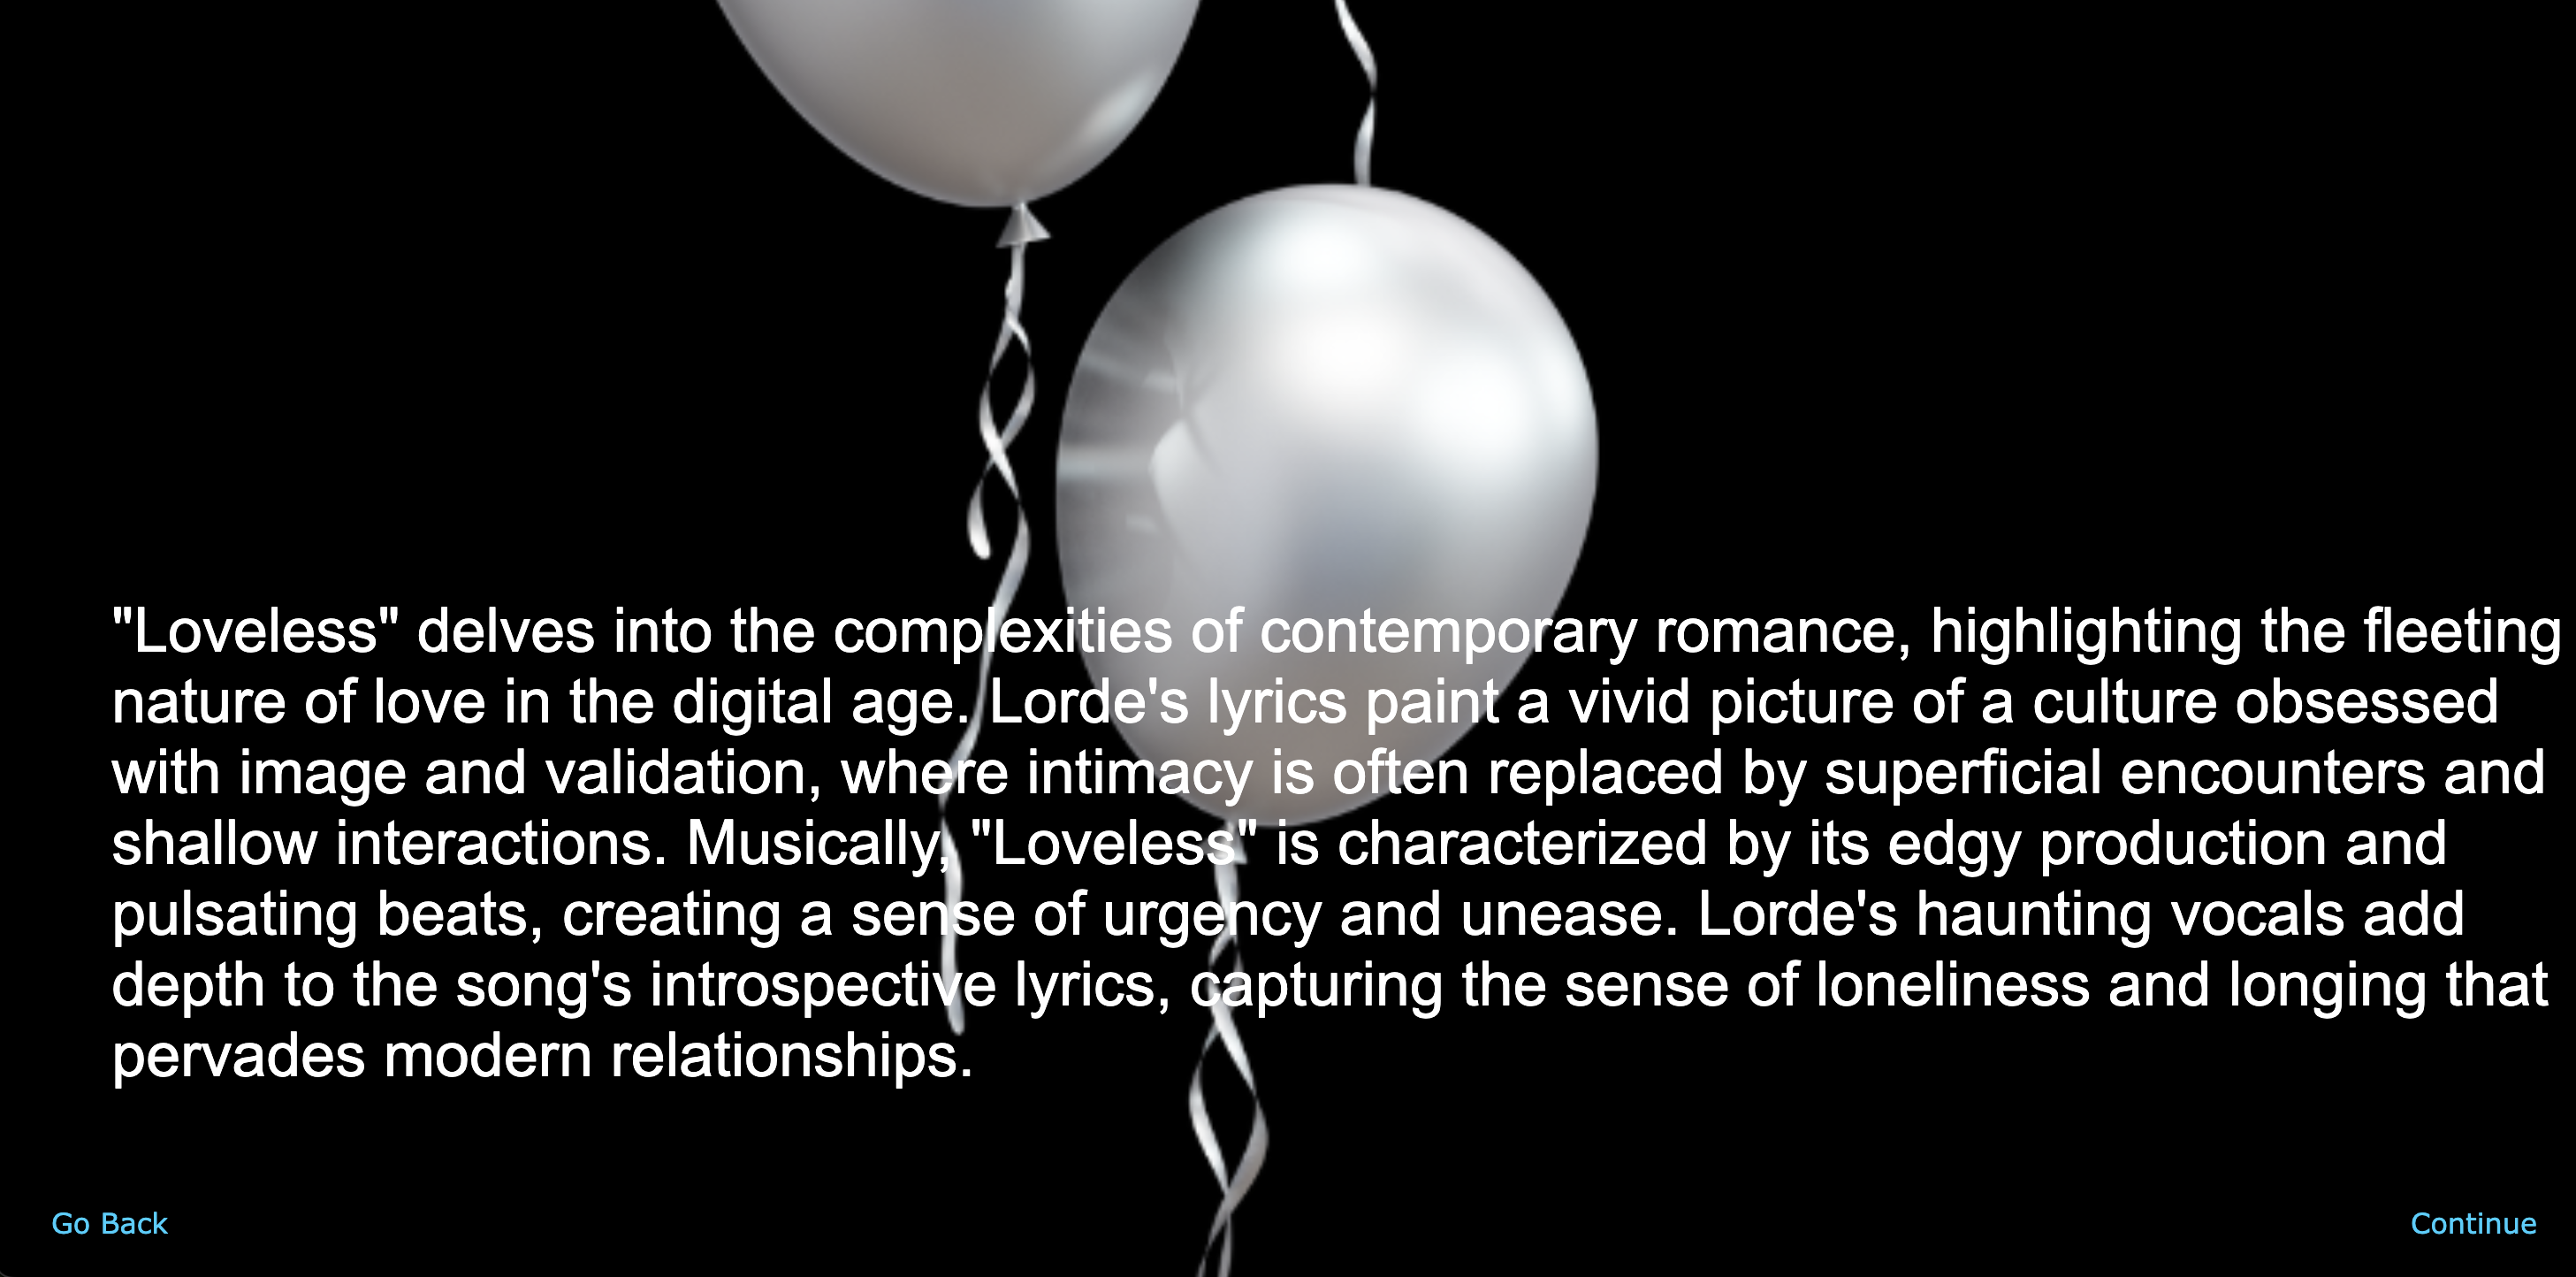 "Loveless" delves into the complexities of contemporary romance, highlighting the fleeting
nature of love in the digital age. Lorde's lyrics paint a vivid picture of a culture obsessed
with image and validation, where intimacy is often replaced by superficial encounters and
shallow interactions. Musically, "Loveless" is characterized by its edgy production and
pulsating beats, creating a sense of urgency and unease. Lorde's haunting vocals add
depth to the song's introspective lyrics, capturing the sense of loneliness and longing that
pervades modern relationships.
Go Back
Continue